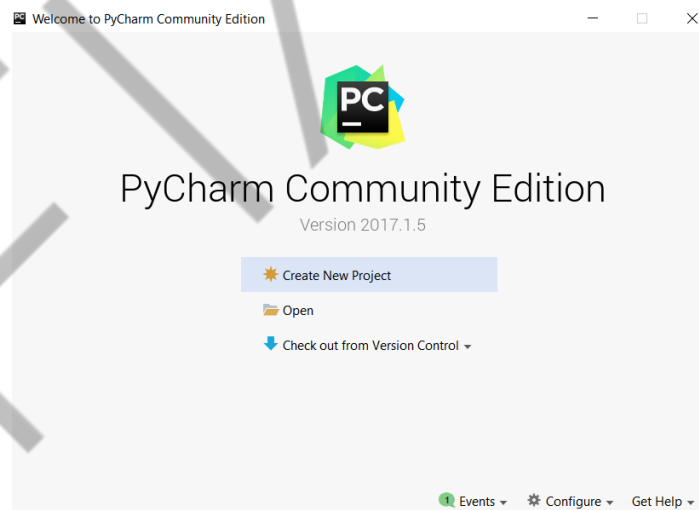 Welcome to PyCharm Community Edition
PC
PyCharm Community Edition
Version 2017.1.5
Create New Project
Open
Check out from Version Control
1 Events Configure Get Help